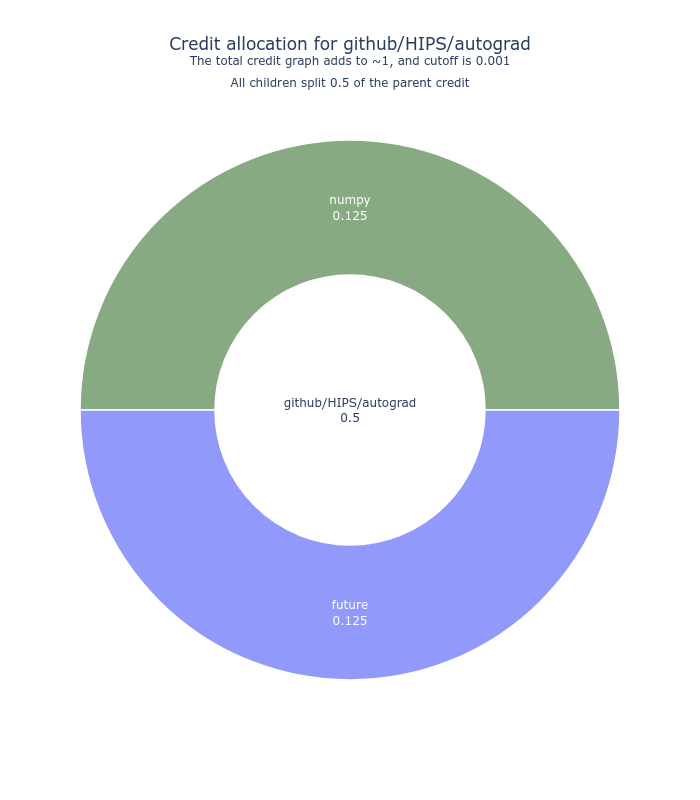 Credit allocation for github/HIPS/autograd
The total credit graph adds to ~1, and cutoff is 0.001
All children split 0.5 of the parent credit
numpy
0.125
github/HIPS/autograd
0.5
future
0.125